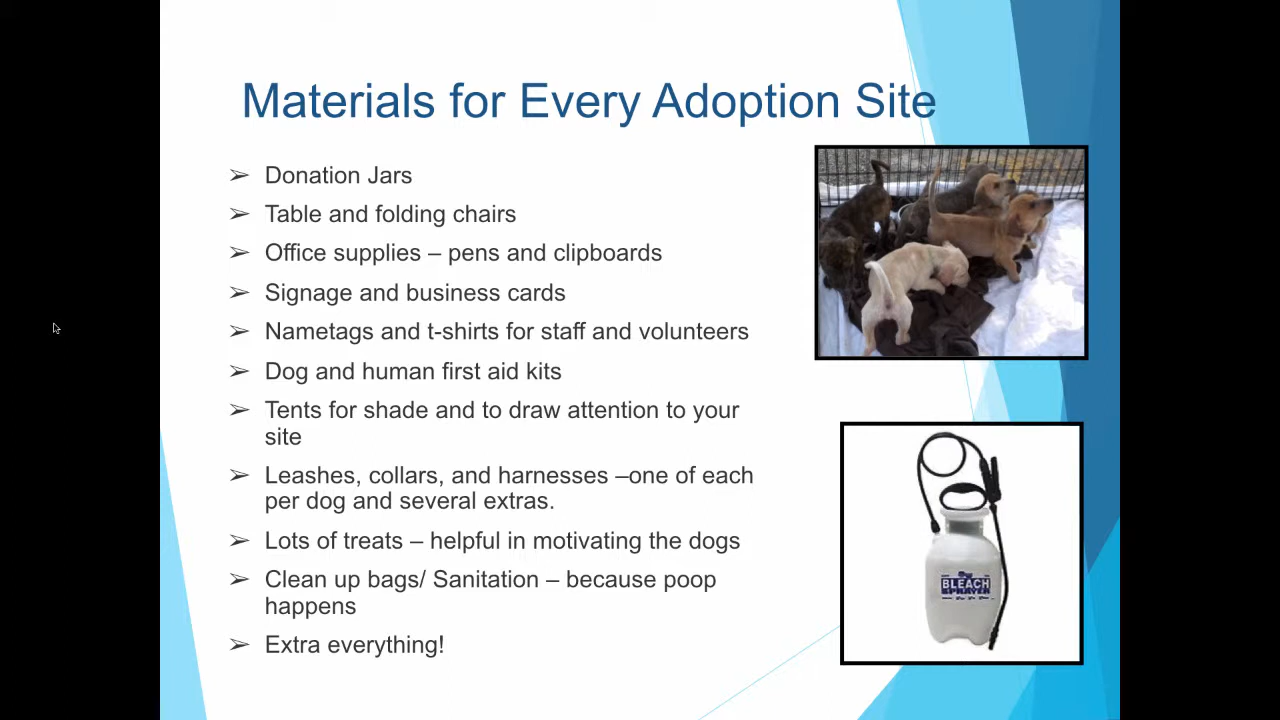 Materials for Every Adoption Site
➢ Donation Jars
➢ Table and folding chairs
➢ Office supplies – pens and clipboards
➢ Signage and business cards
➢ Nametags and t-shirts for staff and volunteers
➢ Dog and human first aid kits
➢ Tents for shade and to draw attention to your
site
➢ Leashes, collars, and harnesses –one of each
per dog and several extras.
➢ Lots of treats – helpful in motivating the dogs
➢ Clean up bags/ Sanitation – because poop
happens
➢ Extra everything!
BLEACH
SPRAYER